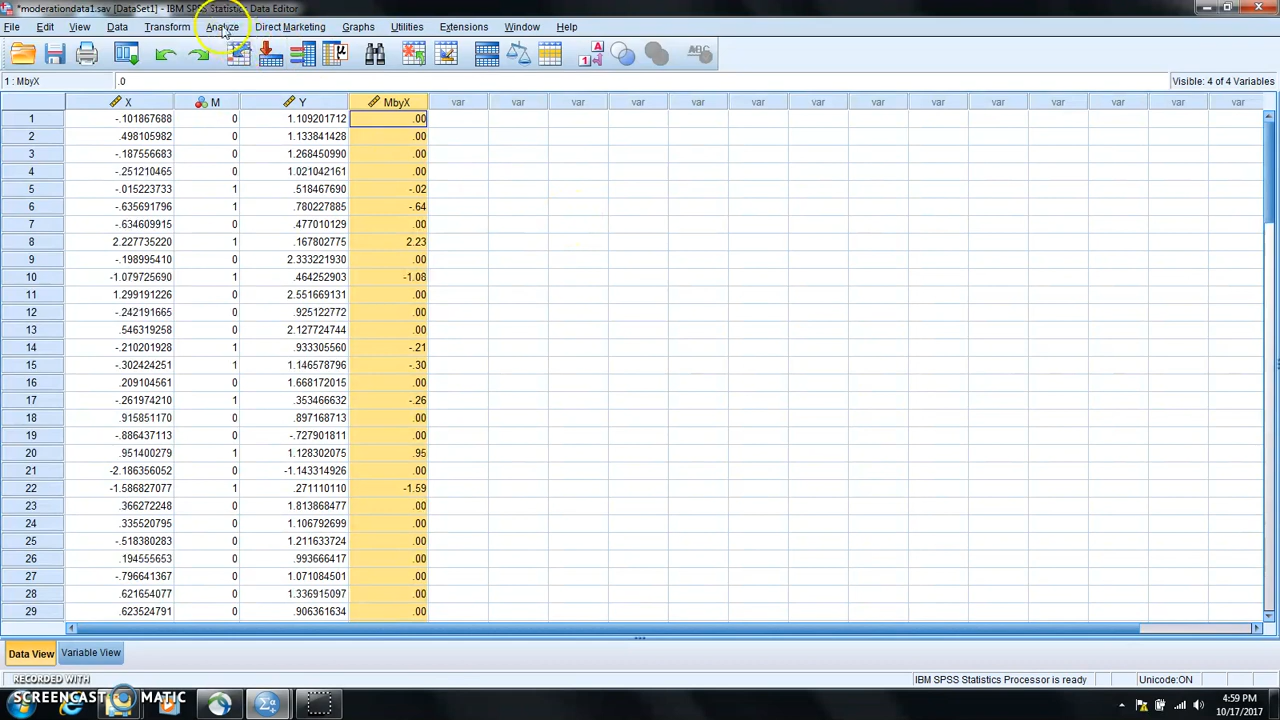 *moderationdata1.sav [DataSet1] - IBM SPSS Statistics Data Editor
File Edit View Data Transform Analyze Direct Marketing Graphs Utilities Extensions Window Help
1 : MbyX .0 Visible: 4 of 4 Variables
X M Y MbyX var var var var var var var var var var var var var var
1 -.101867688 0 1.109201712 .00
2 .498105982 0 1.133841428 .00
3 -.187556683 0 1.268450990 .00
4 -.251210465 0 1.021042161 .00
5 -.015223733 1 .518467690 -.02
6 -.635691796 1 .780227885 -.64
7 -.634609915 0 .477010129 .00
8 2.227735220 1 .167802775 2.23
9 -.198995410 0 2.333221930 .00
10 -1.079725690 1 .464252903 -1.08
11 1.299191226 0 2.551669131 .00
12 -.242191665 0 .925122772 .00
13 .546319258 0 2.127724744 .00
14 -.210201928 1 .933305560 -.21
15 -.302424251 1 1.146578796 -.30
16 .209104561 0 1.668172015 .00
17 -.261974210 1 .353466632 -.26
18 .915851170 0 .897168713 .00
19 -.886437113 0 -.727901811 .00
20 .951400279 1 1.128302075 .95
21 -2.186356052 0 -1.143314926 .00
22 -1.586827077 1 .271110110 -1.59
23 .366272248 0 1.813868477 .00
24 .335520795 0 1.106792699 .00
25 -.518380283 0 1.211633724 .00
26 .194555653 0 .993666417 .00
27 -.796641367 0 1.071084501 .00
28 .621654077 0 1.336915097 .00
29 .623524791 0 .906361634 .00
Data View Variable View
IBM SPSS Statistics Processor is ready Unicode:ON
RECORDED WITH
SCREENCAST MATIC
4:59 PM
10/17/2017